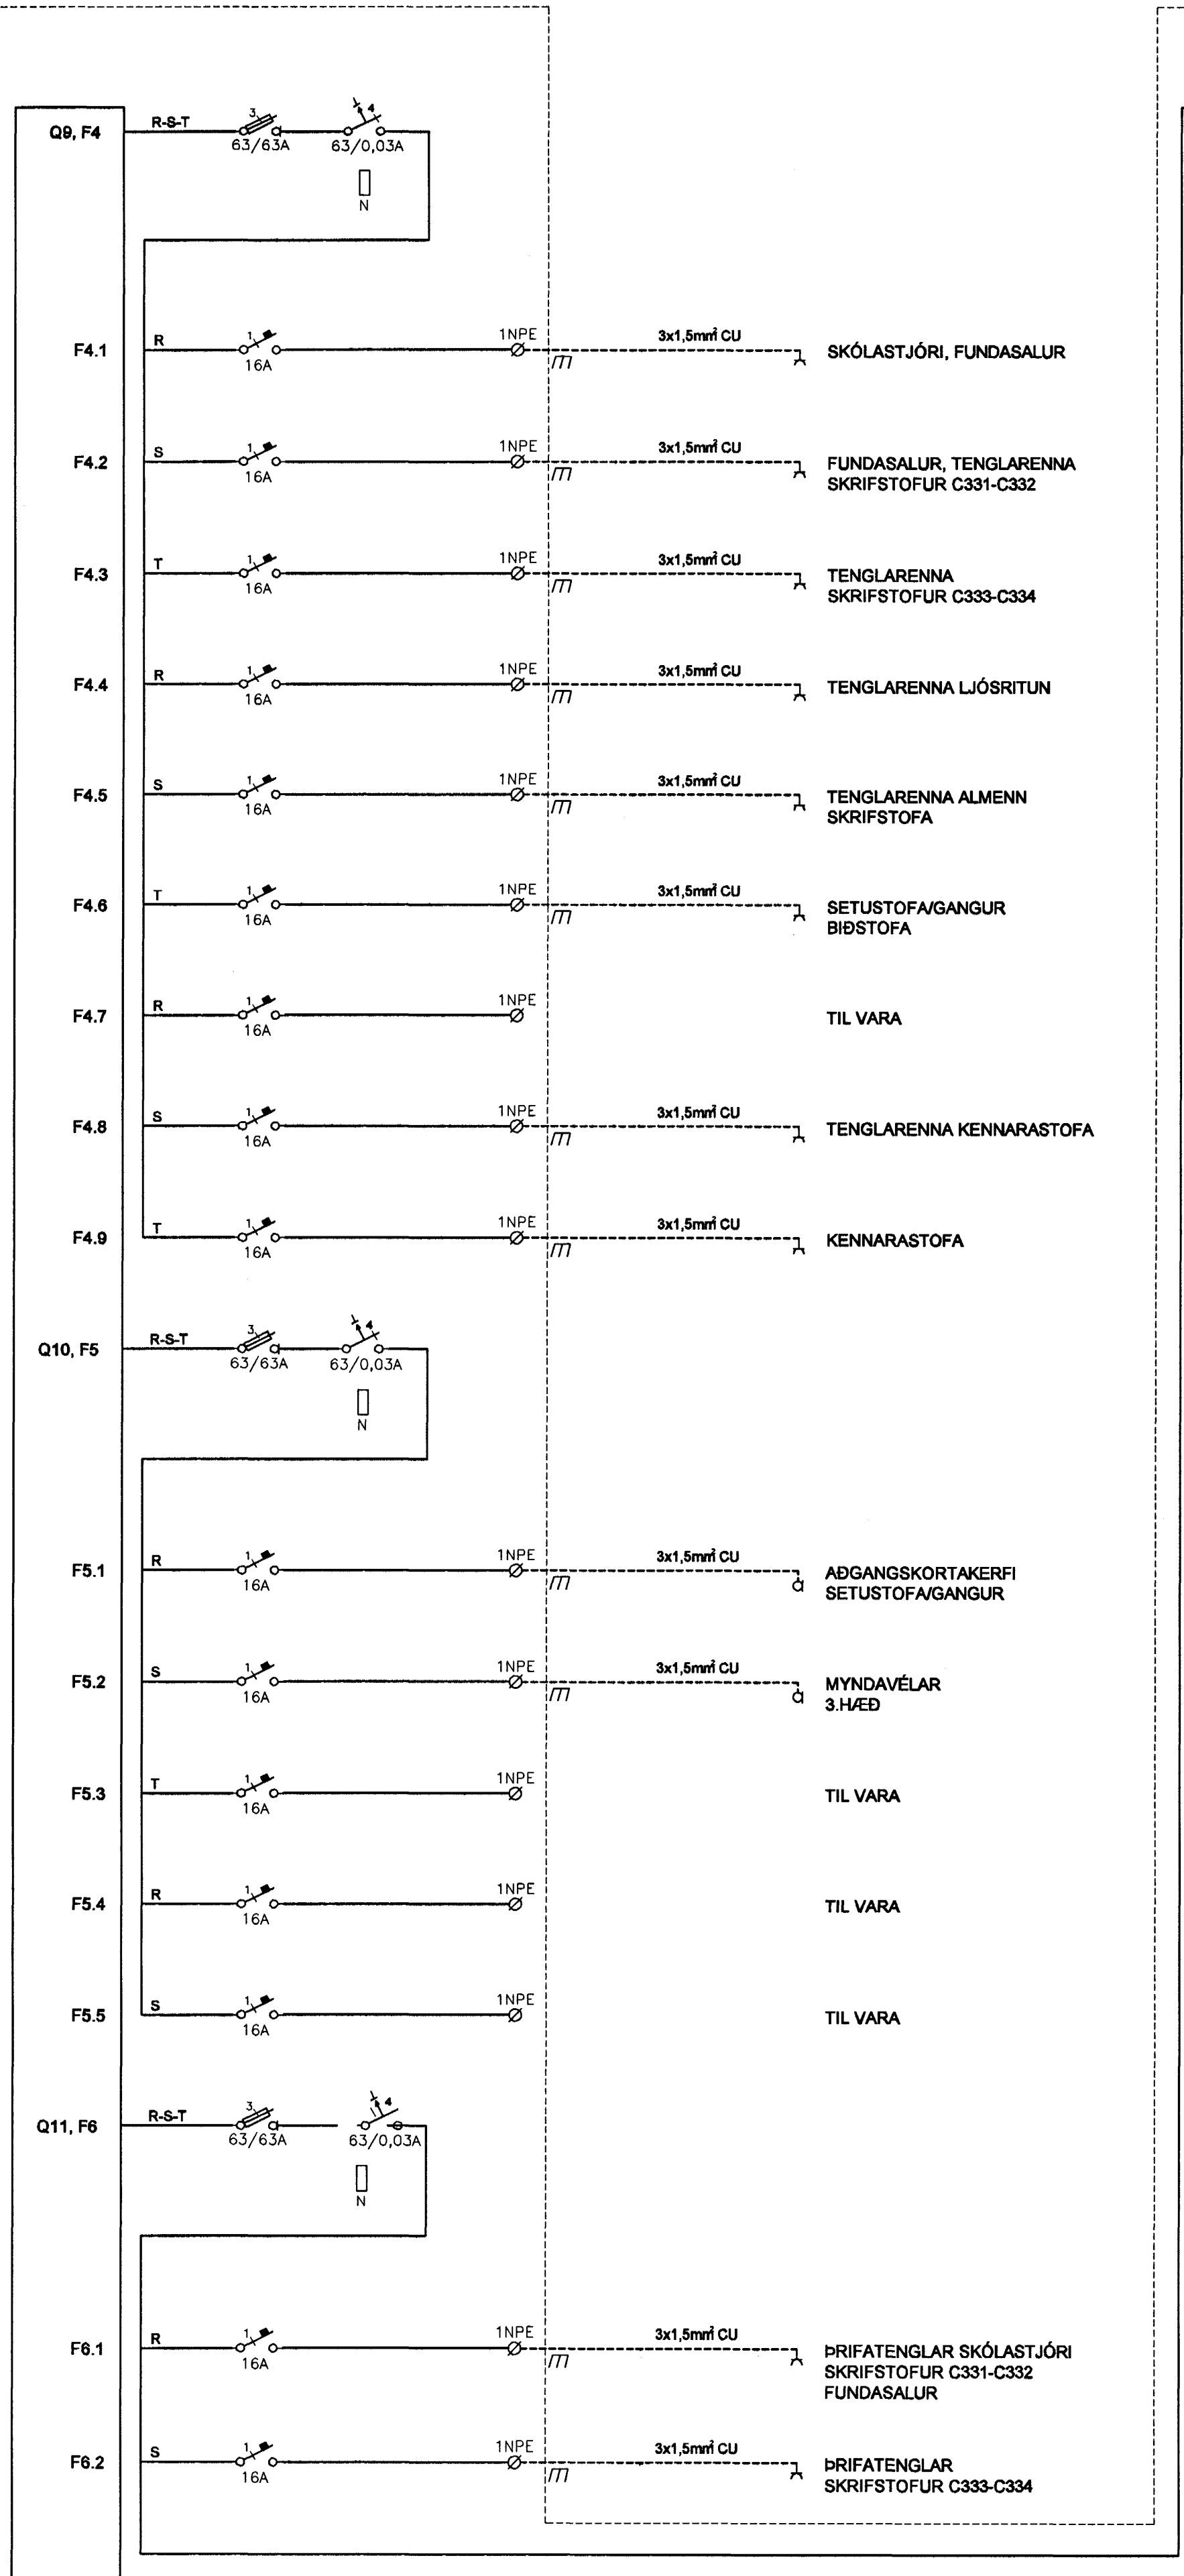 Q9, F4
R-S-T
3
63/63A
4
63/0,03A
N
F4.1
R
1
16A
1NPE
3x1,5mm² CU
SKÓLASTJÓRI, FUNDASALUR
F4.2
S
1
16A
1NPE
3x1,5mm² CU
FUNDASALUR, TENGLARENNA
SKRIFSTOFUR C331-C332
F4.3
T
1
16A
1NPE
3x1,5mm² CU
TENGLARENNA
SKRIFSTOFUR C333-C334
F4.4
R
1
16A
1NPE
3x1,5mm² CU
TENGLARENNA LJÓSRITUN
F4.5
S
1
16A
1NPE
3x1,5mm² CU
TENGLARENNA ALMENN
SKRIFSTOFA
F4.6
T
1
16A
1NPE
3x1,5mm² CU
SETUSTOFA/GANGUR
BIÐSTOFA
F4.7
R
1
16A
1NPE
TIL VARA
F4.8
S
1
16A
1NPE
3x1,5mm² CU
TENGLARENNA KENNARASTOFA
F4.9
T
1
16A
1NPE
3x1,5mm² CU
KENNARASTOFA
Q10, F5
R-S-T
3
63/63A
4
63/0,03A
N
F5.1
R
1
16A
1NPE
3x1,5mm² CU
AÐGANGSKORTAKERFI
SETUSTOFA/GANGUR
F5.2
S
1
16A
1NPE
3x1,5mm² CU
MYNDAVÉLAR
3.HÆÐ
F5.3
T
1
16A
1NPE
TIL VARA
F5.4
R
1
16A
1NPE
TIL VARA
F5.5
S
1
16A
1NPE
TIL VARA
Q11, F6
R-S-T
3
63/63A
4
63/0,03A
N
F6.1
R
1
16A
1NPE
3x1,5mm² CU
ÞRIFATENGLAR SKÓLASTJÓRI
SKRIFSTOFUR C331-C332
FUNDASALUR
F6.2
S
1
16A
1NPE
3x1,5mm² CU
ÞRIFATENGLAR
SKRIFSTOFUR C333-C334